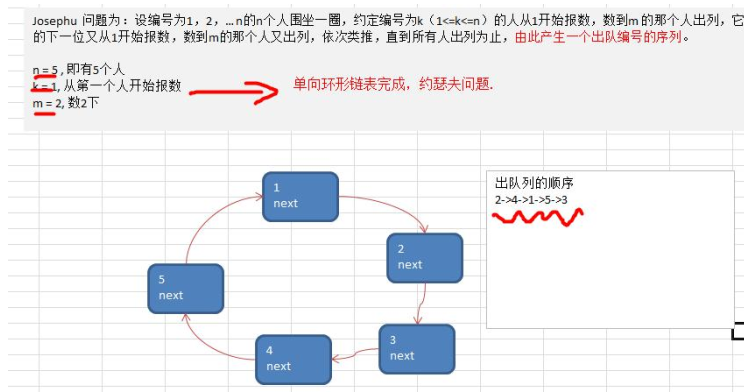 Josephu 问题为：设编号为1，2，…n的n个人围坐一圈，约定编号为k（1<=k<=n）的人从1开始报数，数到m 的那个人出列，它
的下一位又从1开始报数，数到m的那个人又出列，依次类推，直到所有人出列为止，由此产生一个出队编号的序列。
n = 5 , 即有5个人
k = 1, 从第一个人开始报数
m = 2, 数2下
单向环形链表完成，约瑟夫问题.
1
next
2
next
3
next
4
next
5
next
出队列的顺序
2->4->1->5->3